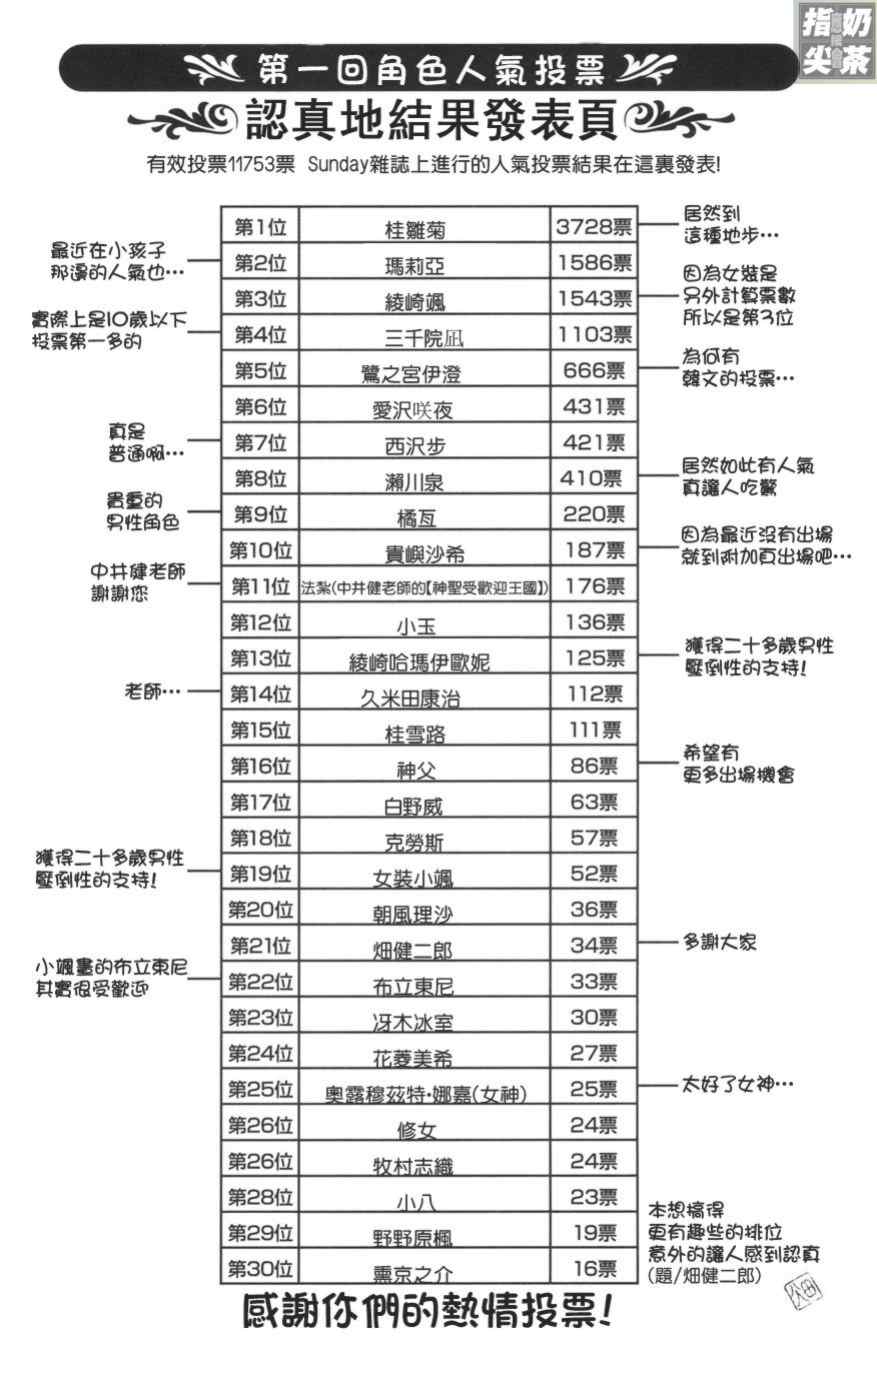 指奶
尖茶
第一回角色人氣投票
認真地結果發表頁
有效投票11753票 Sunday雜誌上進行的人氣投票結果在這裏發表!
第1位 桂雛菊 3728票
居然到
這種地步…
最近在小孩子
那邊的人氣也…
第2位 瑪莉亞 1586票
第3位 綾崎颯 1543票
因為女裝是
另外計算票數
所以是第3位
實際上是10歲以下
投票第一多的
第4位 三千院凪 1103票
第5位 鷺之宮伊澄 666票
為何有
韓文的投票…
第6位 愛沢咲夜 431票
真是
普通啊…
第7位 西沢步 421票
第8位 瀨川泉 410票
居然如此有人氣
真讓人吃驚
貴重的
男性角色
第9位 橘亙 220票
第10位 貴嶼沙希 187票
因為最近沒有出場
就到附加頁出場吧…
中井健老師
謝謝您
第11位 法紮(中井健老師的【神聖受歡迎王國】) 176票
第12位 小玉 136票
第13位 綾崎哈瑪伊歐妮 125票
獲得二十多歲男性
壓倒性的支持!
老師…
第14位 久米田康治 112票
第15位 桂雪路 111票
第16位 神父 86票
希望有
更多出場機會
第17位 白野威 63票
第18位 克勞斯 57票
獲得二十多歲男性
壓倒性的支持!
第19位 女裝小颯 52票
第20位 朝風理沙 36票
第21位 畑健二郎 34票
多謝大家
小颯畫的布立東尼
其實很受歡迎
第22位 布立東尼 33票
第23位 冴木冰室 30票
第24位 花菱美希 27票
第25位 奧露穆茲特·娜嘉(女神) 25票
太好了女神…
第26位 修女 24票
第26位 牧村志織 24票
第28位 小八 23票
第29位 野野原楓 19票
第30位 薰京之介 16票
本想搞得
更有趣些的排位
意外的讓人感到認真
(題/畑健二郎)
感謝你們的熱情投票!